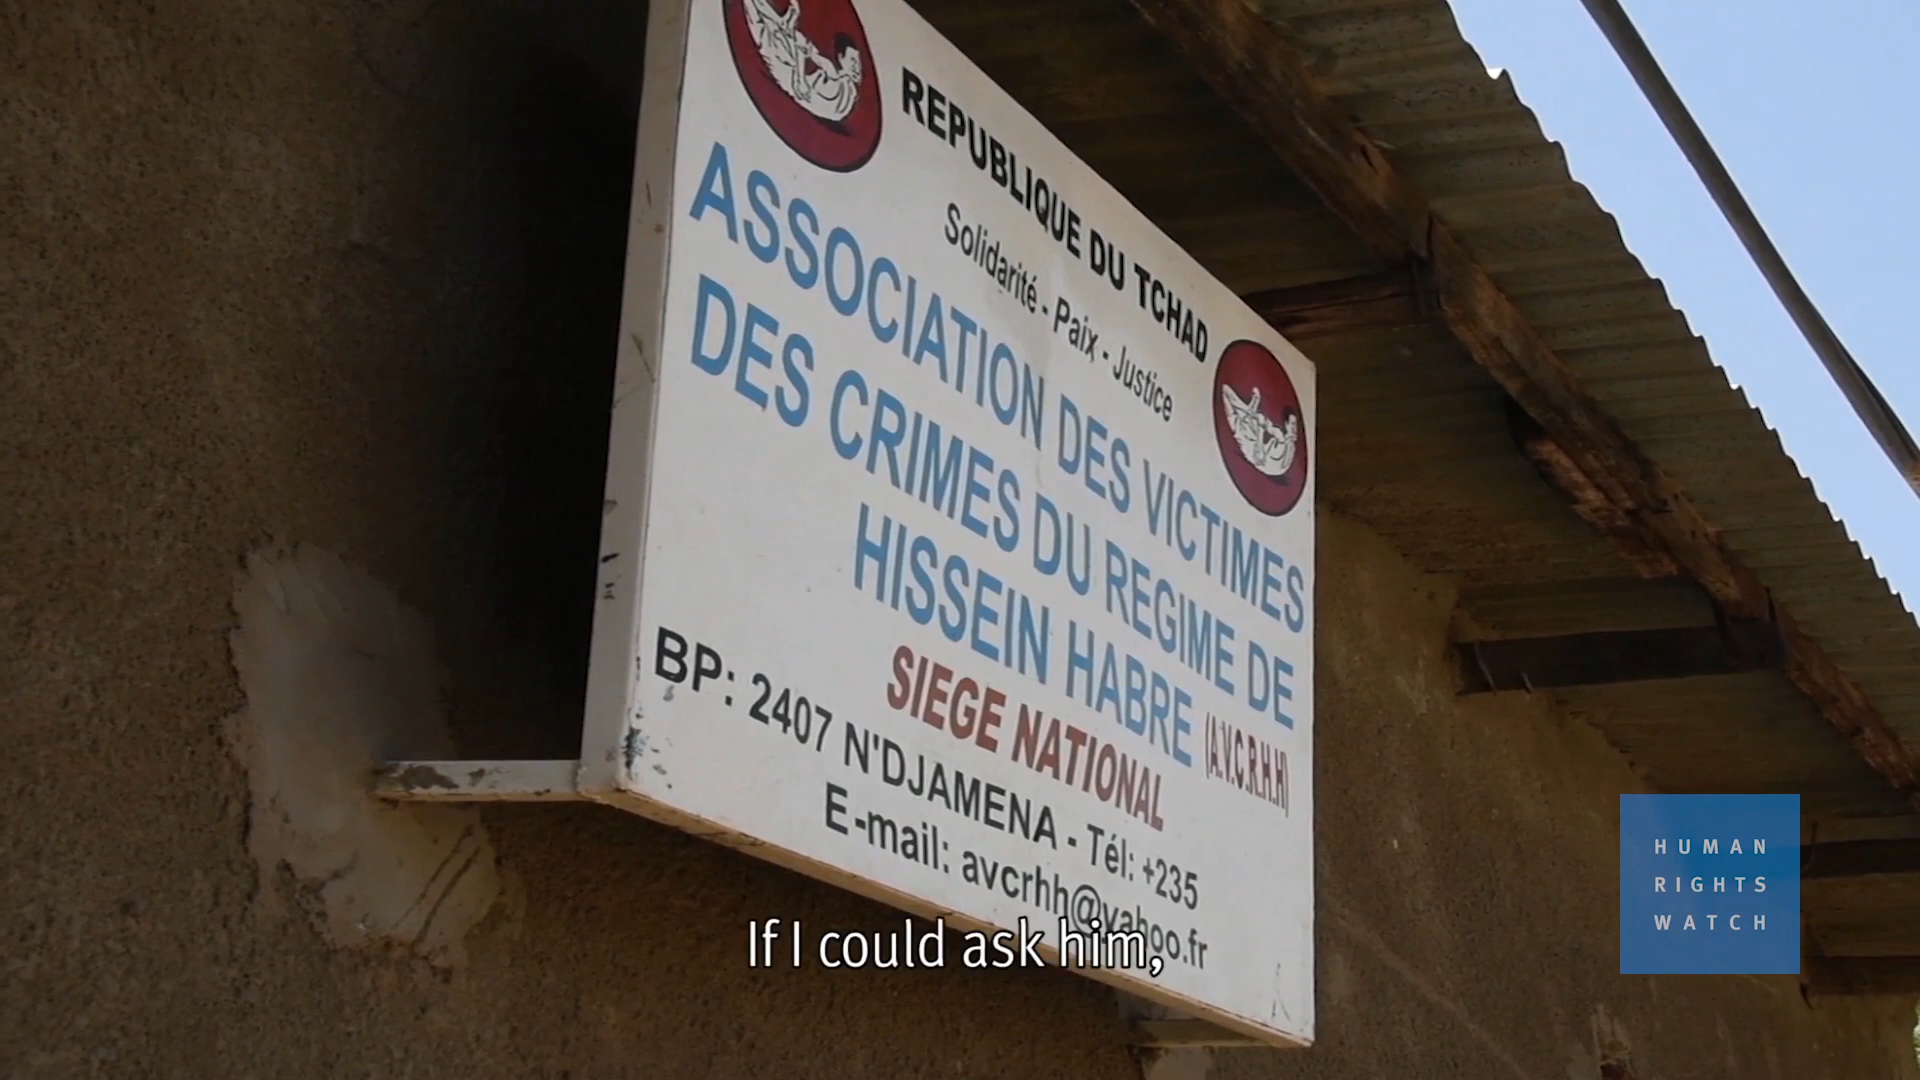 REPUBLIQUE DU TCHAD
Solidarité - Paix - Justice
ASSOCIATION DES VICTIMES
DES CRIMES DU REGIME DE
HISSEIN HABRE (A.V.C.R.H.H)
SIEGE NATIONAL
BP: 2407 N'DJAMENA - Tél: +235
E-mail: avcrhh@yahoo.fr
If I could ask him,
HUMAN
RIGHTS
WATCH